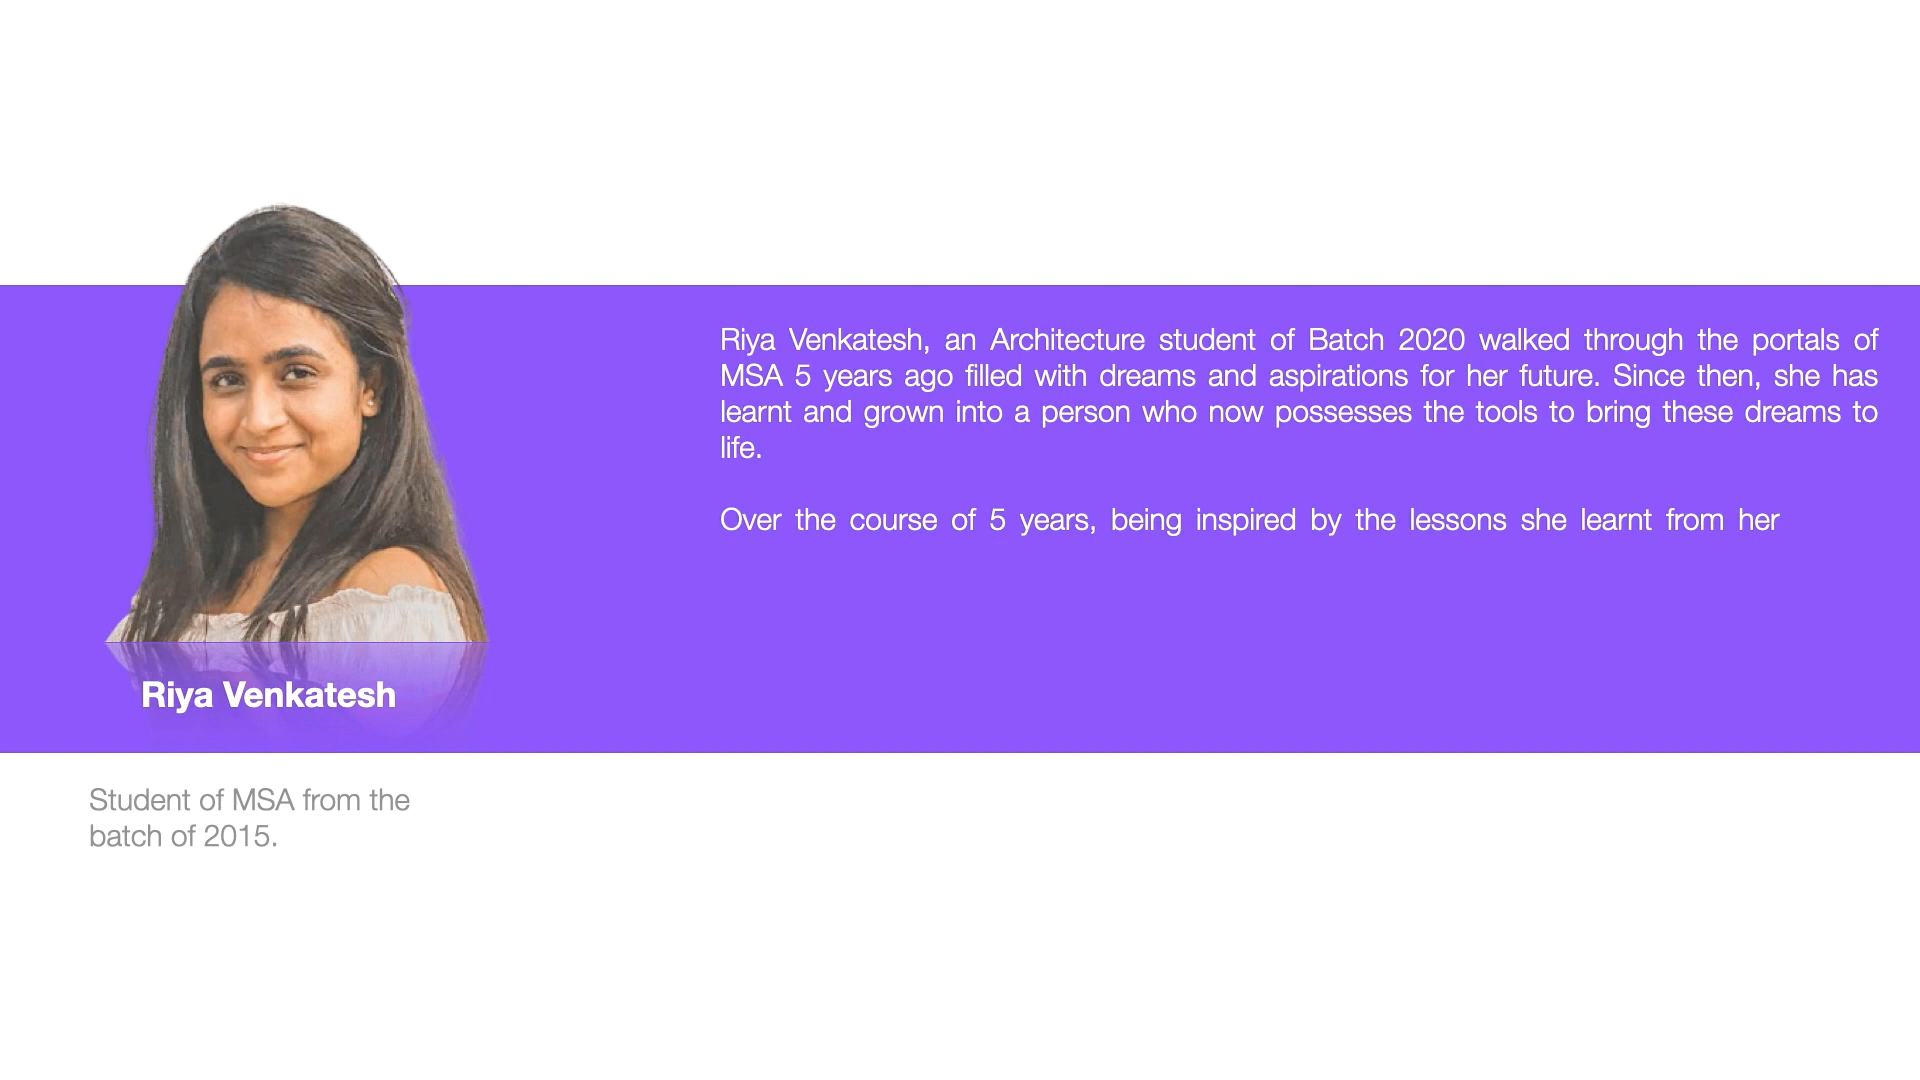 Riya Venkatesh, an Architecture student of Batch 2020 walked through the portals of
MSA 5 years ago filled with dreams and aspirations for her future. Since then, she has
learnt and grown into a person who now possesses the tools to bring these dreams to
life.
Over the course of 5 years, being inspired by the lessons she learnt from her
Riya Venkatesh
Student of MSA from the
batch of 2015.